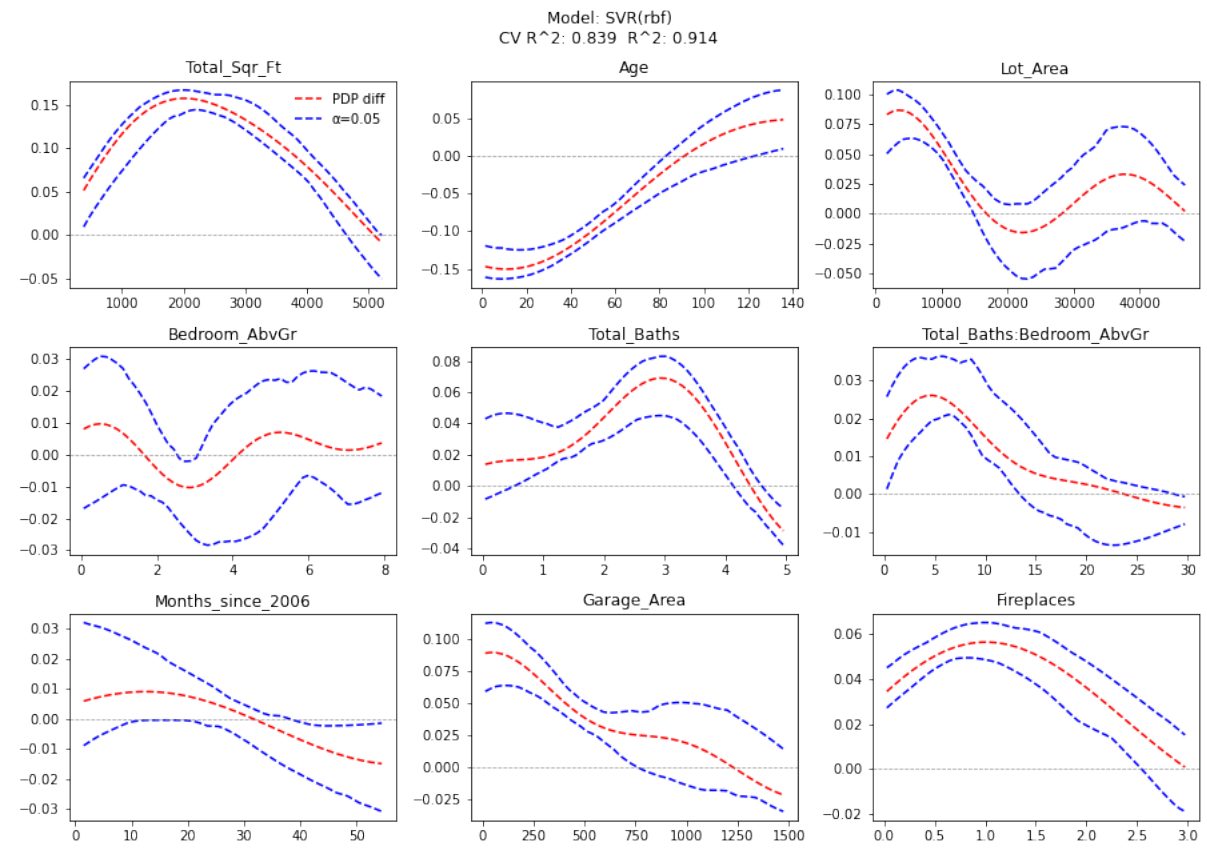 Model: SVR(rbf)
CV R^2: 0.839 R^2: 0.914
Total_Sqr_Ft
Age
Lot_Area
PDP diff
α=0.05
0.15
0.10
0.05
0.00
−0.05
1000 2000 3000 4000 5000
0.05
0.00
−0.05
−0.10
−0.15
0 20 40 60 80 100 120 140
0.100
0.075
0.050
0.025
0.000
−0.025
−0.050
0 10000 20000 30000 40000
Bedroom_AbvGr
Total_Baths
Total_Baths:Bedroom_AbvGr
0.03
0.02
0.01
0.00
−0.01
−0.02
−0.03
0 2 4 6 8
0.08
0.06
0.04
0.02
0.00
−0.02
−0.04
0 1 2 3 4 5
0.03
0.02
0.01
0.00
−0.01
0 5 10 15 20 25 30
Months_since_2006
Garage_Area
Fireplaces
0.03
0.02
0.01
0.00
−0.01
−0.02
−0.03
0 10 20 30 40 50
0.100
0.075
0.050
0.025
0.000
−0.025
0 250 500 750 1000 1250 1500
0.06
0.04
0.02
0.00
−0.02
0.0 0.5 1.0 1.5 2.0 2.5 3.0